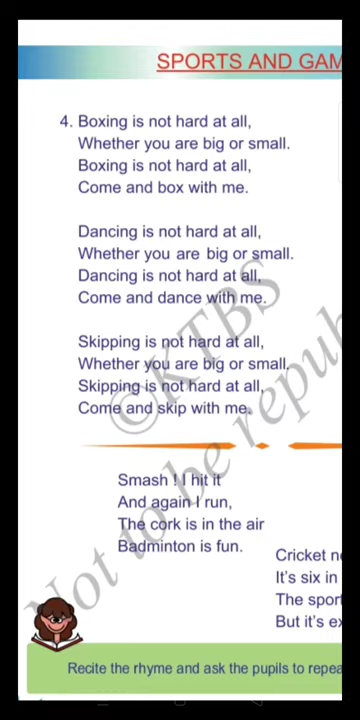 SPORTS AND GAM
4. Boxing is not hard at all,
Whether you are big or small.
Boxing is not hard at all,
Come and box with me.
Dancing is not hard at all,
Whether you are big or small.
Dancing is not hard at all,
Come and dance with me.
Skipping is not hard at all,
Whether you are big or small.
Skipping is not hard at all,
Come and skip with me.
Smash ! I hit it
And again I run,
The cork is in the air
Badminton is fun.
Cricket
It's six in
The
But it's
Recite the rhyme and ask the pupils to
©KTBS
Not to be